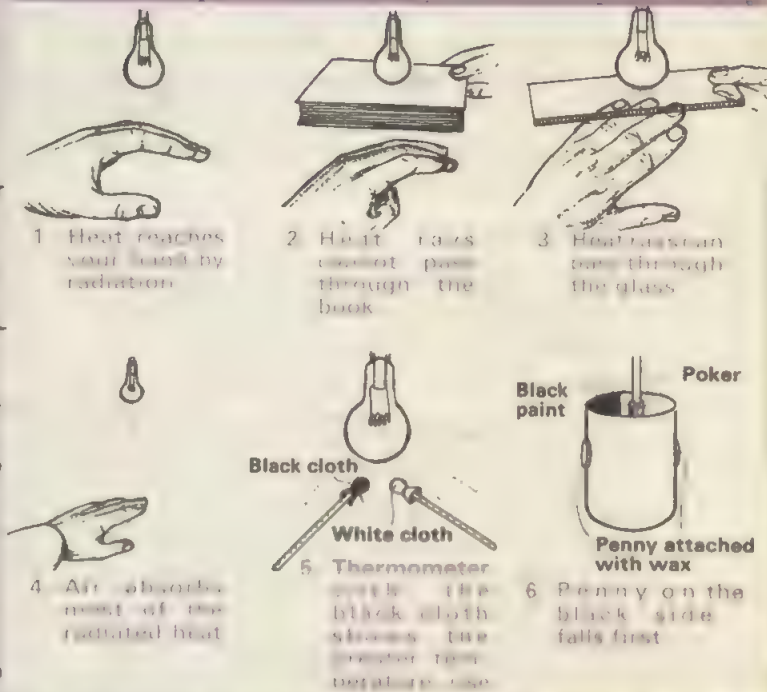 1 Heat reaches
your hand by
radiation
2 Heat rays
cannot pass
through the
book
3 Heat rays can
pass through
the glass
4 Air absorbs
most of the
radiated heat
Black cloth
White cloth
5 Thermometer
with the
black cloth
shows the
greater tem-
perature rise
Black
paint
Poker
Penny attached
with wax
6 Penny on the
black side
falls first